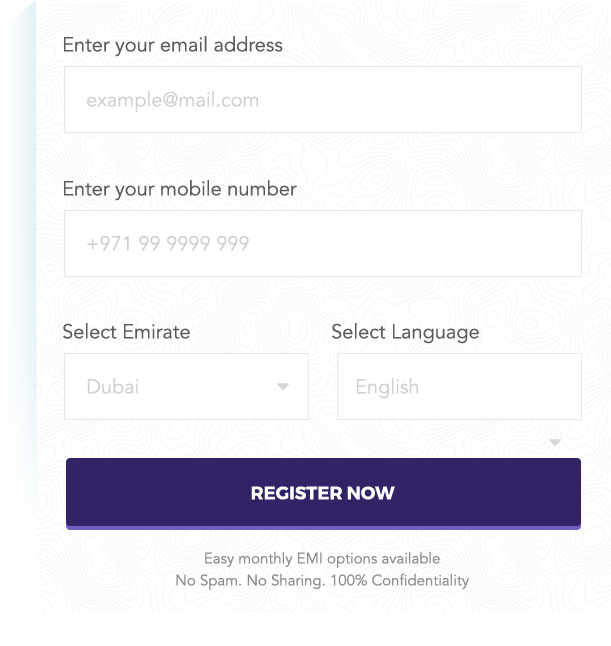 Enter your email address
example@mail.com
Enter your mobile number
+971 99 9999 999
Select Emirate
Select Language
Dubai
English
REGISTER NOW
Easy monthly EMI options available
No Spam. No Sharing. 100% Confidentiality